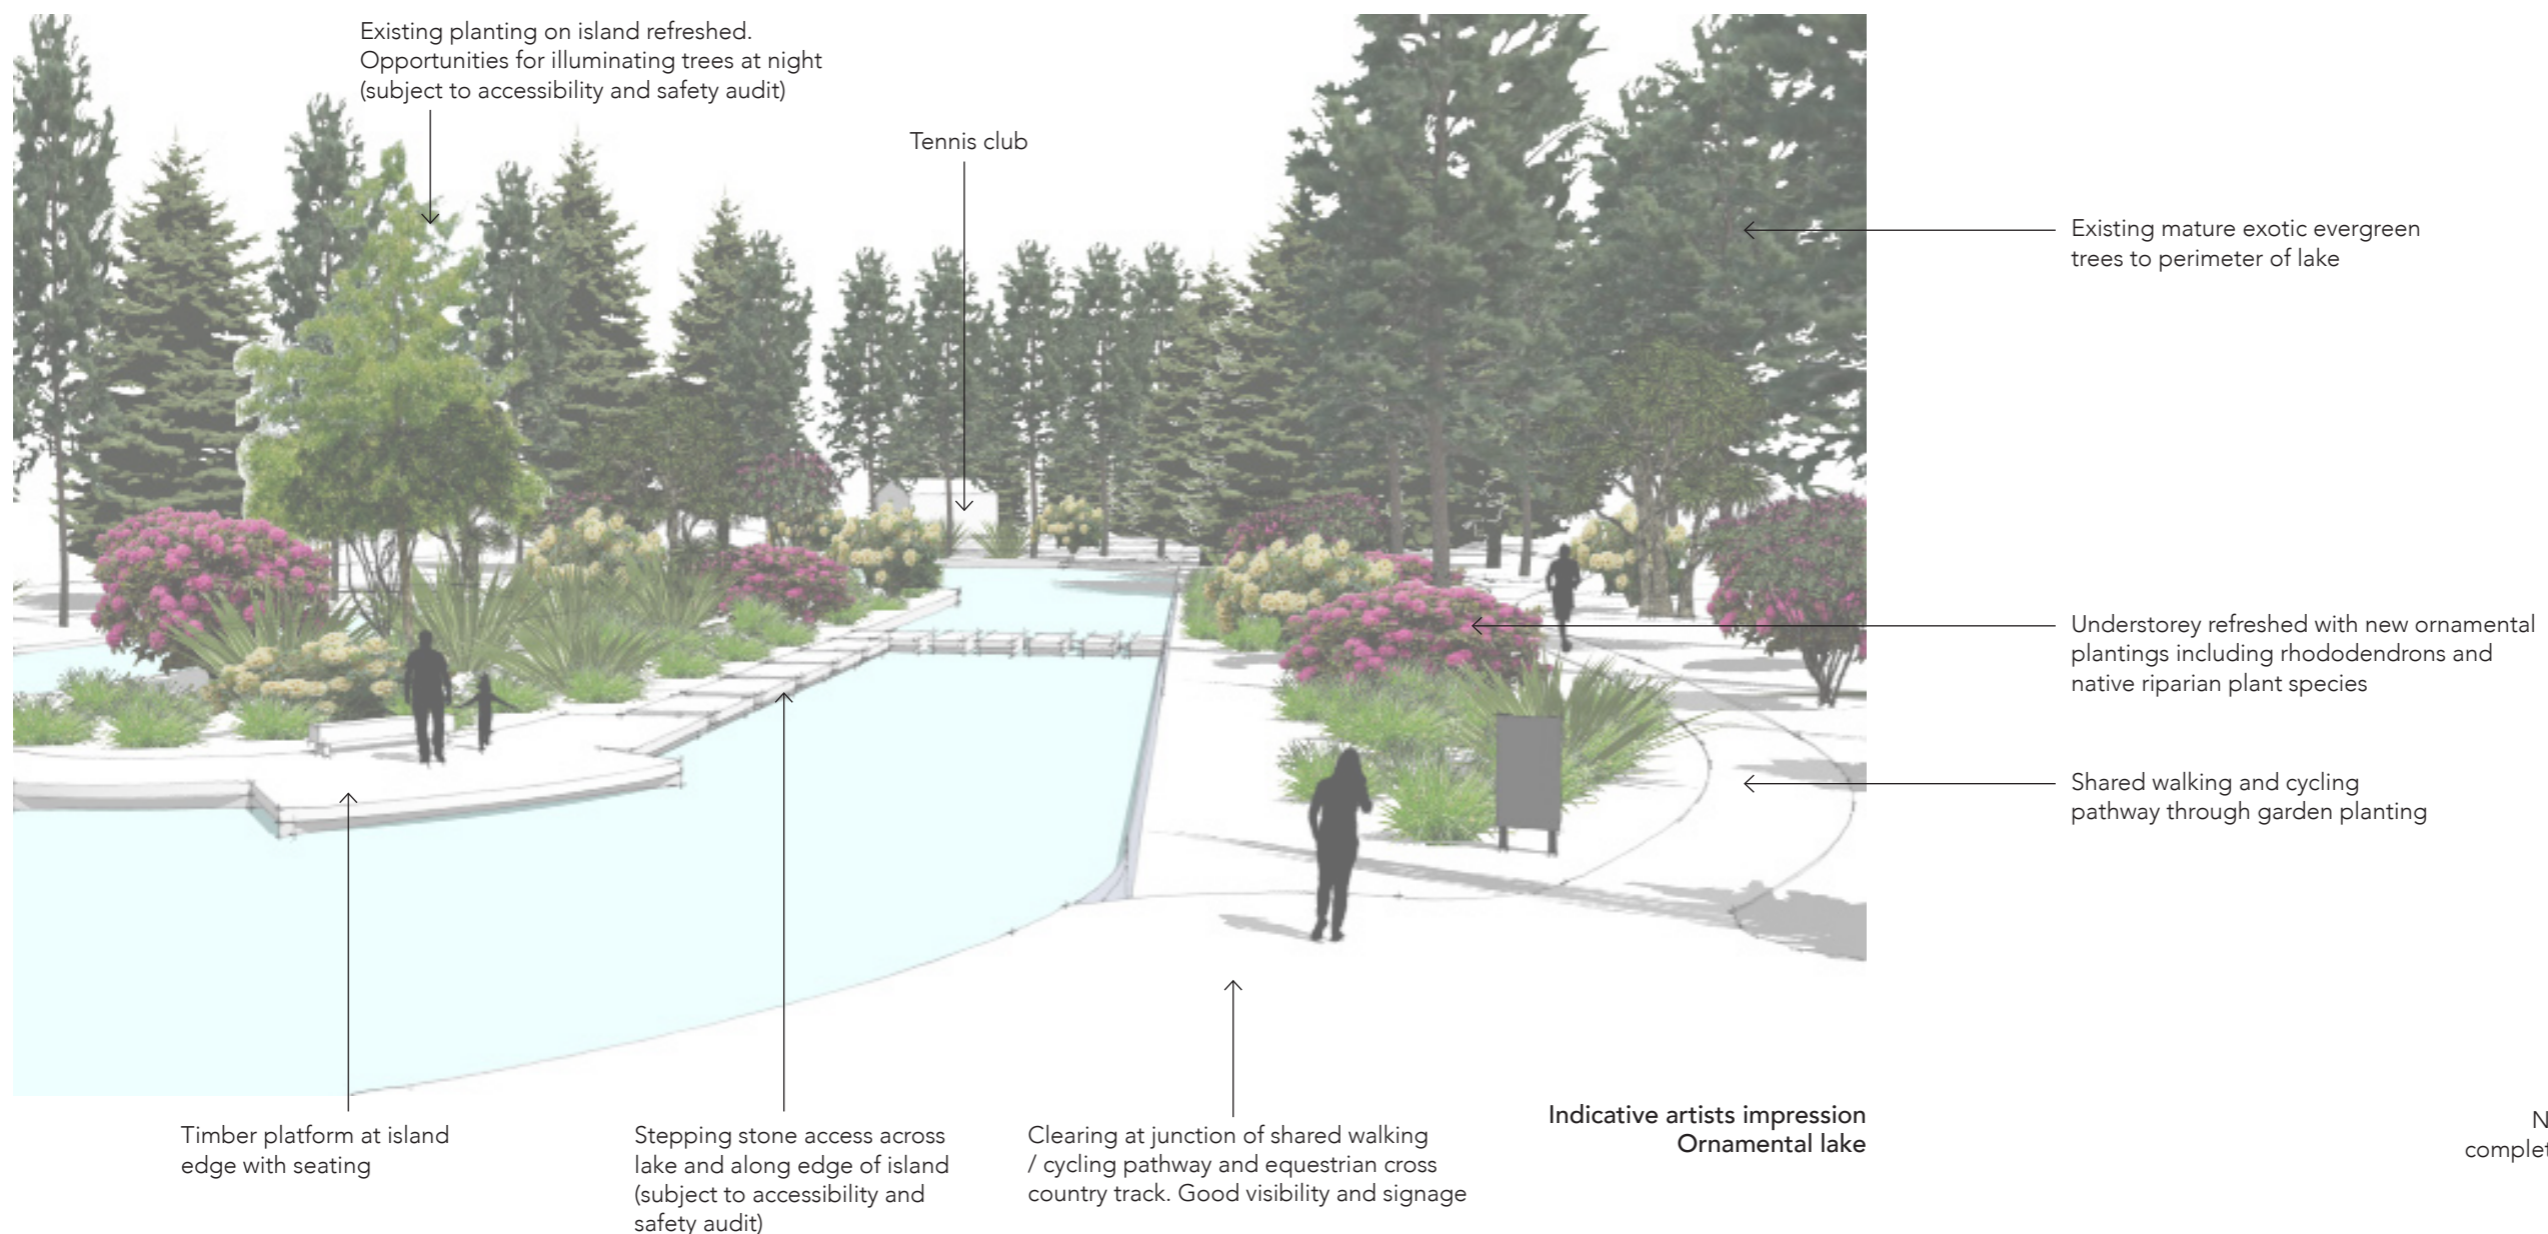 Existing planting on island refreshed.
Opportunities for illuminating trees at night
(subject to accessibility and safety audit)
Tennis club
Existing mature exotic evergreen
trees to perimeter of lake
Understorey refreshed with new ornamental
plantings including rhododendrons and
native riparian plant species
Shared walking and cycling
pathway through garden planting
Timber platform at island
edge with seating
Stepping stone access across
lake and along edge of island
(subject to accessibility and
safety audit)
Clearing at junction of shared walking
/ cycling pathway and equestrian cross
country track. Good visibility and signage
Indicative artists impression
Ornamental lake